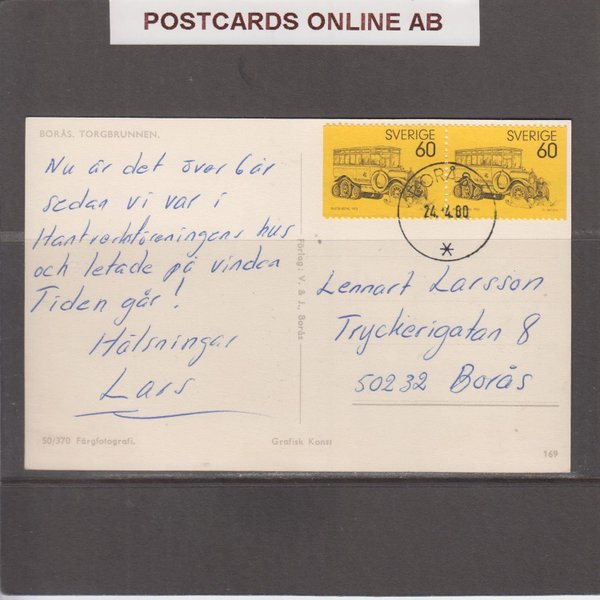 POSTCARDS ONLINE AB
BORÅS. TORGBRUNNEN.
Nu är det över 6 år
sedan vi var i
Hantverksföreningens hus
och letade på vinden
Tiden går!
Hälsningar
Lars
50/370 Färgfotografi.
Grafisk Konst
Förlag: V. & J., Borås
SVERIGE
60
SVERIGE
60
BORÅS
24.4.80
*
Lennart Larsson
Tryckerigatan 8
50232 Borås
169